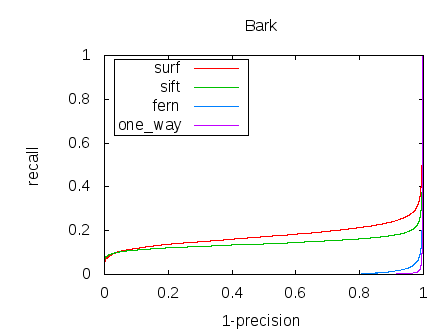 Bark
1
surf
sift
fern
one_way
0.8
0.6
recall
0.4
0.2
0
0 0.2 0.4 0.6 0.8 1
1-precision